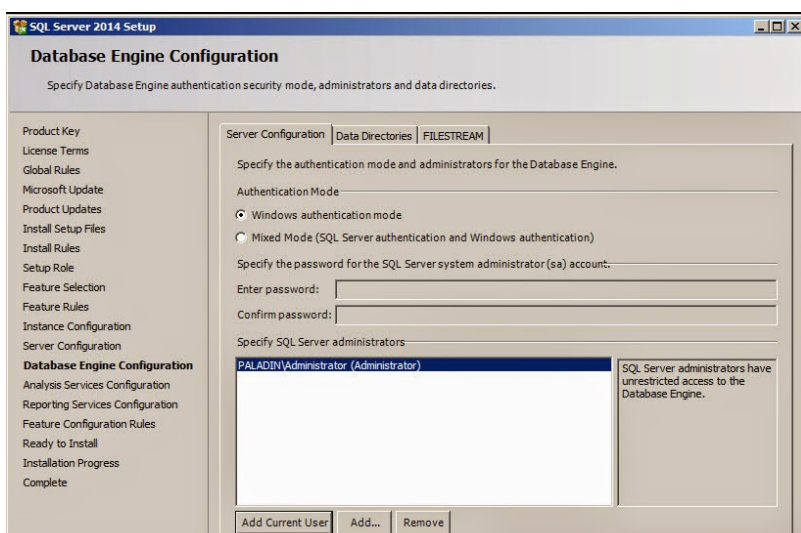 SQL Server 2014 Setup
Database Engine Configuration
Specify Database Engine authentication security mode, administrators and data directories.
Product Key
License Terms
Global Rules
Microsoft Update
Product Updates
Install Setup Files
Install Rules
Setup Role
Feature Selection
Feature Rules
Instance Configuration
Server Configuration
Database Engine Configuration
Analysis Services Configuration
Reporting Services Configuration
Feature Configuration Rules
Ready to Install
Installation Progress
Complete
Server Configuration Data Directories FILESTREAM
Specify the authentication mode and administrators for the Database Engine.
Authentication Mode
Windows authentication mode
Mixed Mode (SQL Server authentication and Windows authentication)
Specify the password for the SQL Server system administrator (sa) account.
Enter password:
Confirm password:
Specify SQL Server administrators
PALADIN\Administrator (Administrator)
SQL Server administrators have
unrestricted access to the
Database Engine.
Add Current User Add... Remove